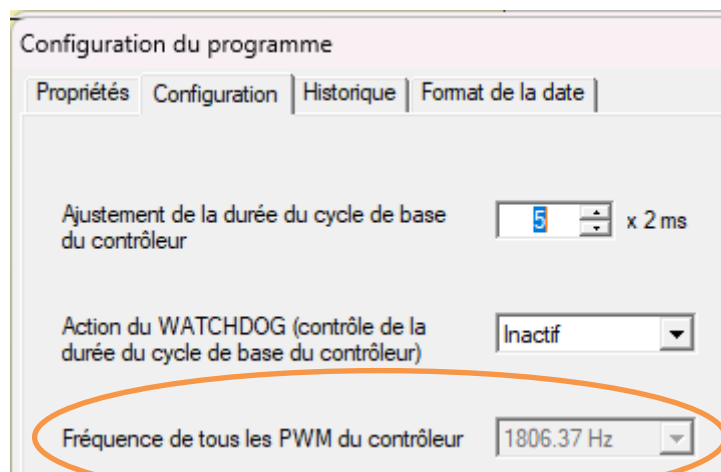 Configuration du programme
Propriétés Configuration Historique Format de la date
Ajustement de la durée du cycle de base
du contrôleur
5 x 2 ms
Action du WATCHDOG (contrôle de la
durée du cycle de base du contrôleur)
Inactif
Fréquence de tous les PWM du contrôleur 1806.37 Hz